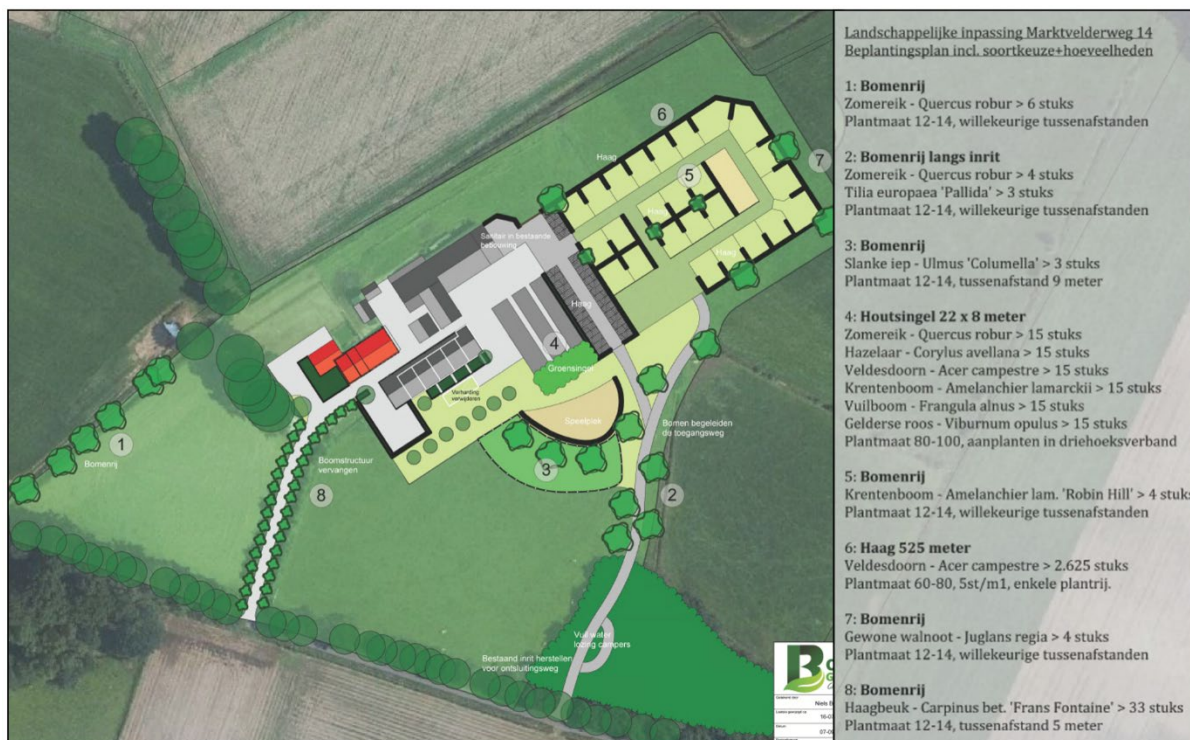 Landschappelijke inpassing Marktvelderweg 14
Beplantingsplan incl. soortkeuze+hoeveelheden
1: Bomenrij
Zomereik - Quercus robur > 6 stuks
Plantmaat 12-14, willekeurige tussenafstanden
2: Bomenrij langs inrit
Zomereik - Quercus robur > 4 stuks
Tilia europaea 'Pallida' > 3 stuks
Plantmaat 12-14, willekeurige tussenafstanden
3: Bomenrij
Slanke iep - Ulmus 'Columella' > 3 stuks
Plantmaat 12-14, tussenafstand 9 meter
4: Houtsingel 22 x 8 meter
Zomereik - Quercus robur > 15 stuks
Hazelaar - Corylus avellana > 15 stuks
Veldesdoorn - Acer campestre > 15 stuks
Krentenboom - Amelanchier lamarckii > 15 stuks
Vuilboom - Frangula alnus > 15 stuks
Gelderse roos - Viburnum opulus > 15 stuks
Plantmaat 80-100, aanplanten in driehoeksverband
5: Bomenrij
Krentenboom - Amelanchier lam. 'Robin Hill' > 4 stuks
Plantmaat 12-14, willekeurige tussenafstanden
6: Haag 525 meter
Veldesdoorn - Acer campestre > 2.625 stuks
Plantmaat 60-80, 5st/m1, enkele plantrij.
7: Bomenrij
Gewone walnoot - Juglans regia > 4 stuks
Plantmaat 12-14, willekeurige tussenafstanden
8: Bomenrij
Haagbeuk - Carpinus bet. 'Frans Fontaine' > 33 stuks
Plantmaat 12-14, tussenafstand 5 meter
6
Haag
7
5
Haag
Sanitair in bestaande
bebouwing
Haag
Haag
4
Groensingel
Verharding
verwijderen
Speelplek
Bomen begeleiden
de toegangsweg
1
Bomenrij
Boomstructuur
vervangen
8
3
2
Vuil water
lozing campers
Bestaand inrit herstellen
voor ontsluitingsweg
Niels